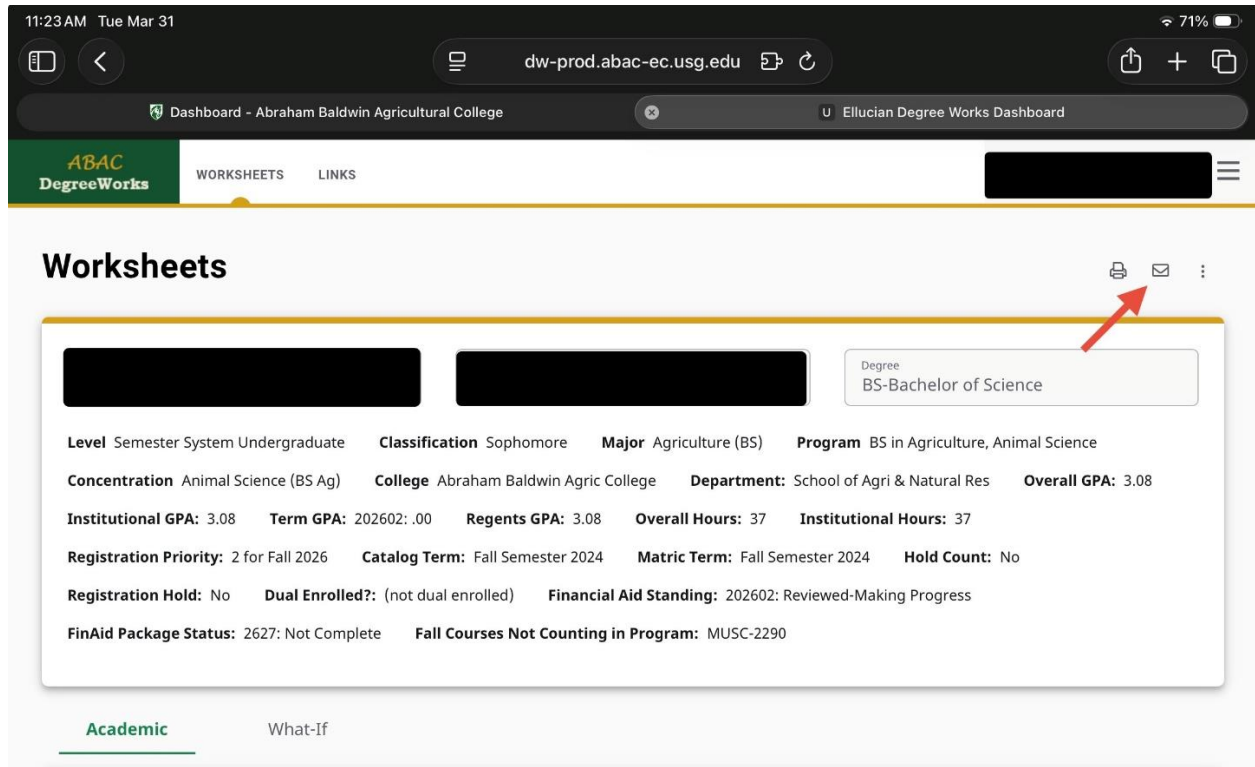 11:23 AM Tue Mar 31
71%
dw-prod.abac-ec.usg.edu
Dashboard - Abraham Baldwin Agricultural College
U Ellucian Degree Works Dashboard
ABAC
DegreeWorks
WORKSHEETS LINKS
Worksheets
Degree
BS-Bachelor of Science
Level Semester System Undergraduate Classification Sophomore Major Agriculture (BS) Program BS in Agriculture, Animal Science
Concentration Animal Science (BS Ag) College Abraham Baldwin Agric College Department: School of Agri & Natural Res Overall GPA: 3.08
Institutional GPA: 3.08 Term GPA: 202602: .00 Regents GPA: 3.08 Overall Hours: 37 Institutional Hours: 37
Registration Priority: 2 for Fall 2026 Catalog Term: Fall Semester 2024 Matric Term: Fall Semester 2024 Hold Count: No
Registration Hold: No Dual Enrolled?: (not dual enrolled) Financial Aid Standing: 202602: Reviewed-Making Progress
FinAid Package Status: 2627: Not Complete Fall Courses Not Counting in Program: MUSC-2290
Academic What-If